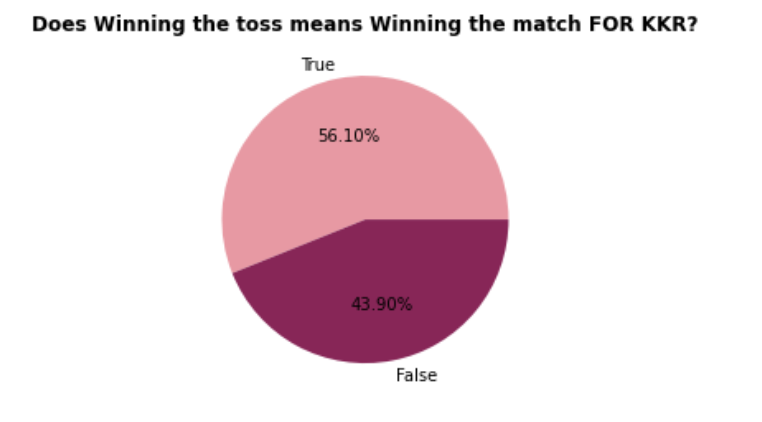 Does Winning the toss means Winning the match FOR KKR?
True
56.10%
43.90%
False